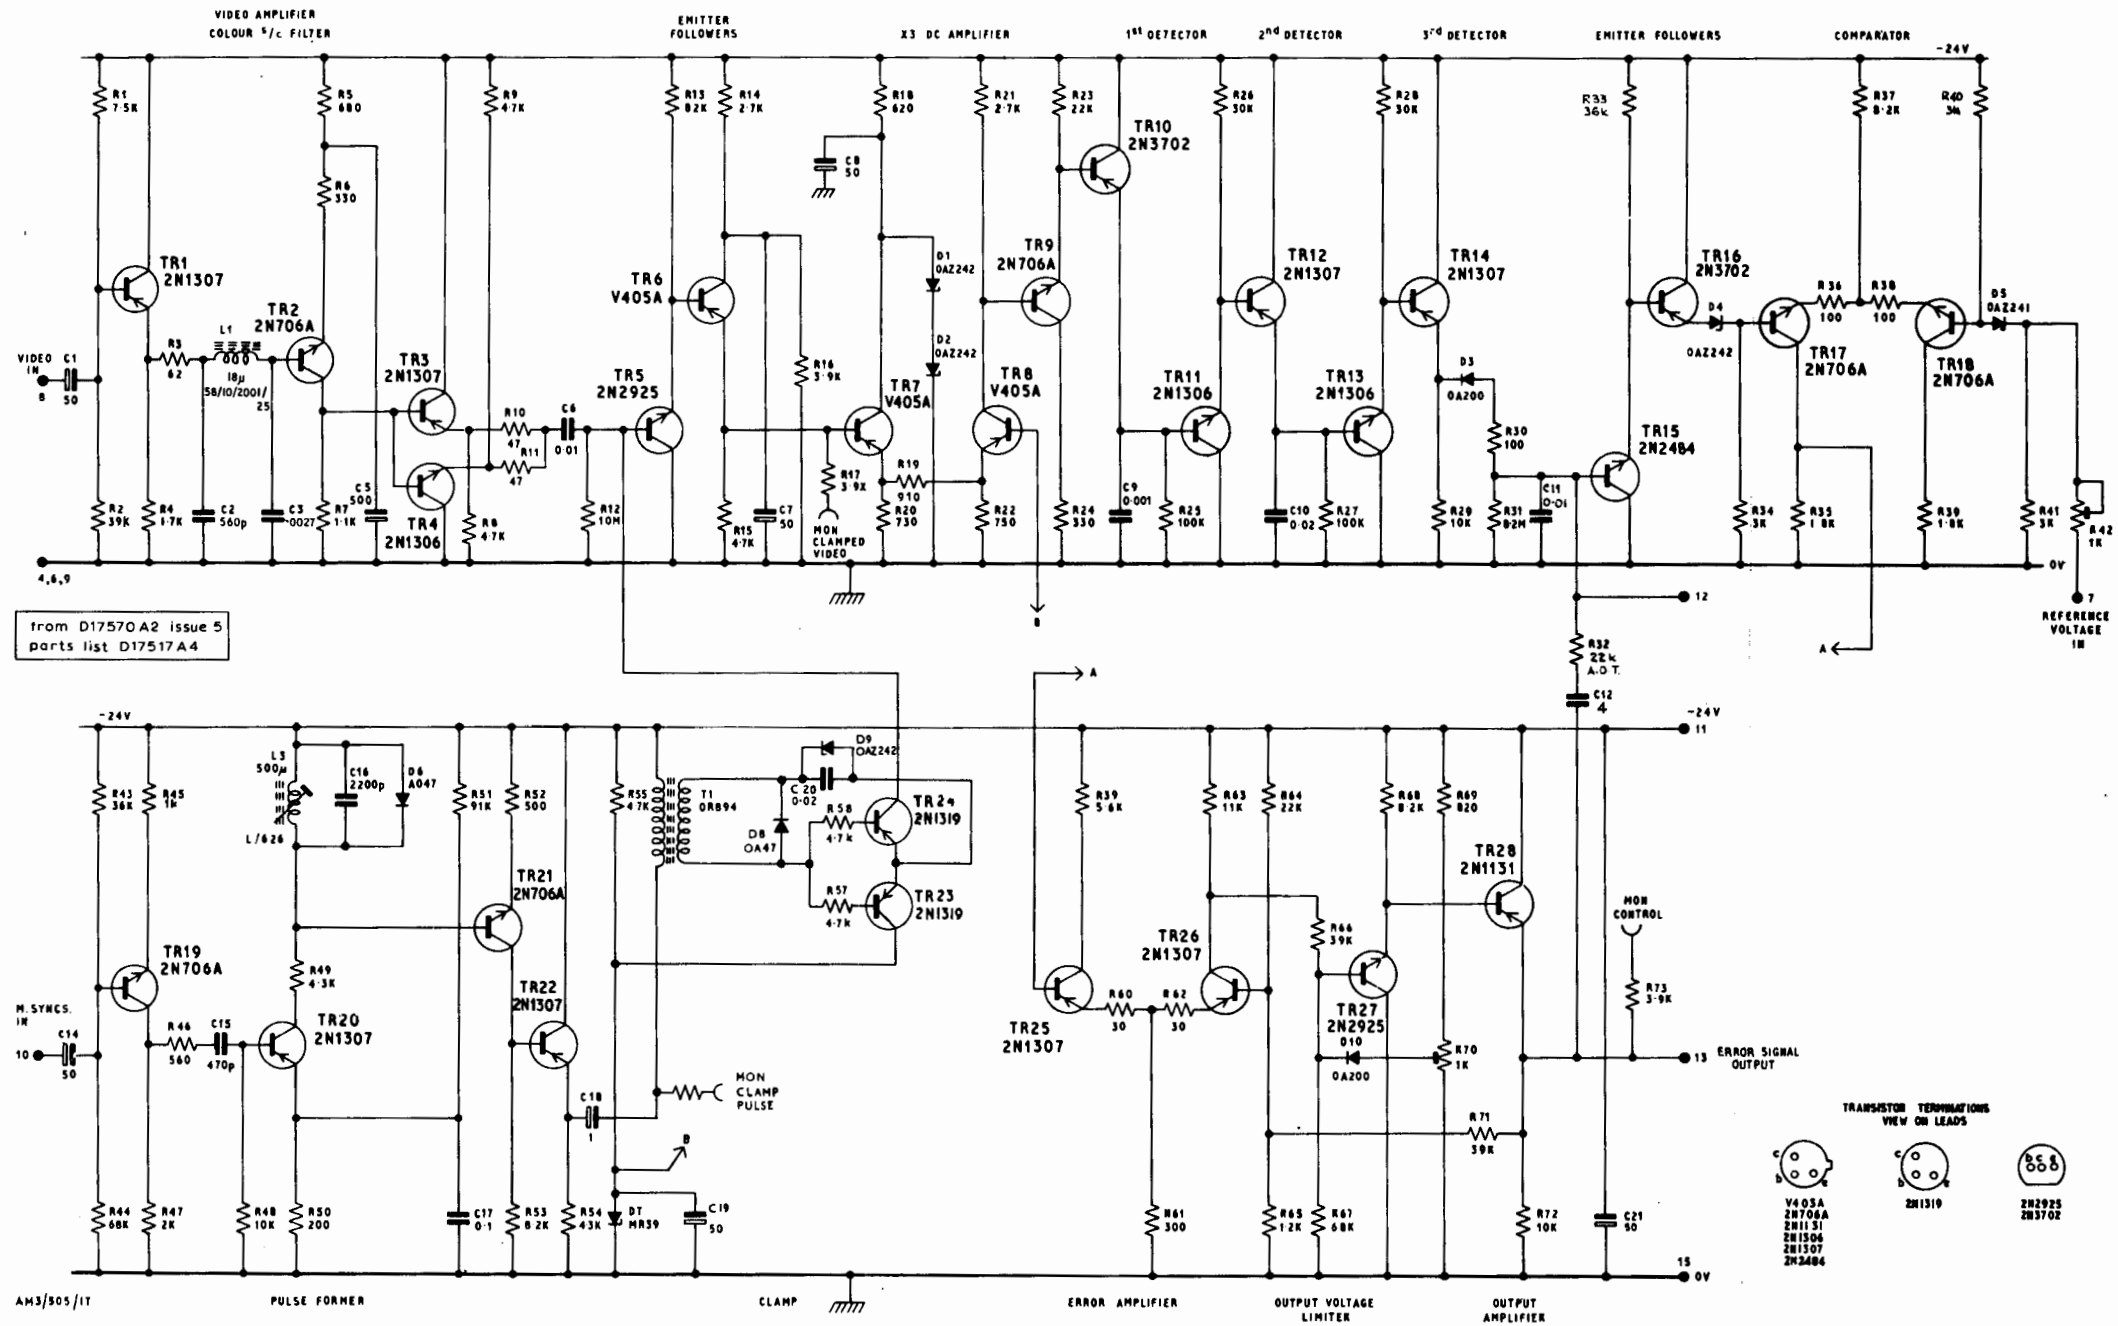 VIDEO AMPLIFIER
COLOUR S/c FILTER
EMITTER
FOLLOWERS
X3 DC AMPLIFIER
1st DETECTOR
2nd DETECTOR
3rd DETECTOR
EMITTER FOLLOWERS
COMPARATOR
-24V
R1
7.5K
R5
680
R9
4.7K
R13
82K
R14
2.7K
R18
620
R21
2.7K
R23
22K
TR10
2N3702
R26
30K
R28
30K
R33
36k
R37
8.2K
R40
3k
R6
330
C8
50
TR1
2N1307
TR2
2N706A
L1
18μ
58/10/2001/
25
R3
62
VIDEO
IN
8
C1
50
TR3
2N1307
R10
47
R11
47
C6
0.01
TR5
2N2925
TR6
V405A
R16
3.9K
D1
OAZ242
D2
OAZ242
TR7
V405A
TR8
V405A
TR9
2N706A
TR11
2N1306
TR12
2N1307
TR13
2N1306
TR14
2N1307
D3
OA200
R30
100
TR15
2N2484
TR16
2N3702
D4
OAZ242
TR17
2N706A
R36
100
R38
100
TR18
2N706A
D5
OAZ241
R2
39k
R4
1.7K
C2
560p
C3
.0027
R7
1.1K
C5
500
TR4
2N1306
R8
4.7K
R12
10M
R15
4.7K
C7
50
R17
3.9K
MON
CLAMPED
VIDEO
R19
910
R20
730
R22
750
R24
330
C9
0.001
R25
100K
C10
0.02
R27
100K
R29
10K
R31
8.2M
C11
0.01
R34
3K
R35
1.8K
R39
1.8K
R41
3K
R42
1K
4,6,9
0V
B
12
7
REFERENCE
VOLTAGE
IN
from D17570A2 issue 5
parts list D17517A4
R32
22k
A.O.T.
C12
4
A
A
-24V
-24V
11
L3
500μ
L/626
C16
2200p
D6
AO47
R43
36K
R45
1k
R51
91K
R52
500
R55
4.7K
T1
OR894
D9
OAZ242
C20
0.02
D8
OA47
R58
4.7k
R57
4.7k
TR24
2N1319
TR23
2N1319
R39
5.6K
R63
11K
R64
22K
R68
8.2K
R69
820
TR28
2N1131
MON
CONTROL
TR21
2N706A
TR19
2N706A
R49
4.3K
TR22
2N1307
TR26
2N1307
R66
39K
TR27
2N2925
R73
3.9K
M.SYNCS.
IN
10
C14
50
R46
560
C15
470p
TR20
2N1307
TR25
2N1307
R60
30
R62
30
D10
OA200
R70
1K
13
ERROR SIGNAL
OUTPUT
MON
CLAMP
PULSE
C18
1
B
R71
39K
TRANSISTOR TERMINATIONS
VIEW ON LEADS
c
b
e
c
b
e
b c e
V405A
2N706A
2N1131
2N1306
2N1307
2N2484
2N1319
2N2925
2N3702
R44
68K
R47
2K
R48
10K
R50
200
C17
0.1
R53
8.2K
R54
43K
D7
MR39
C19
50
R61
300
R65
1.2K
R67
68K
R72
10K
C21
50
15
0V
AM3/505/1T
PULSE FORMER
CLAMP
ERROR AMPLIFIER
OUTPUT VOLTAGE
LIMITER
OUTPUT
AMPLIFIER